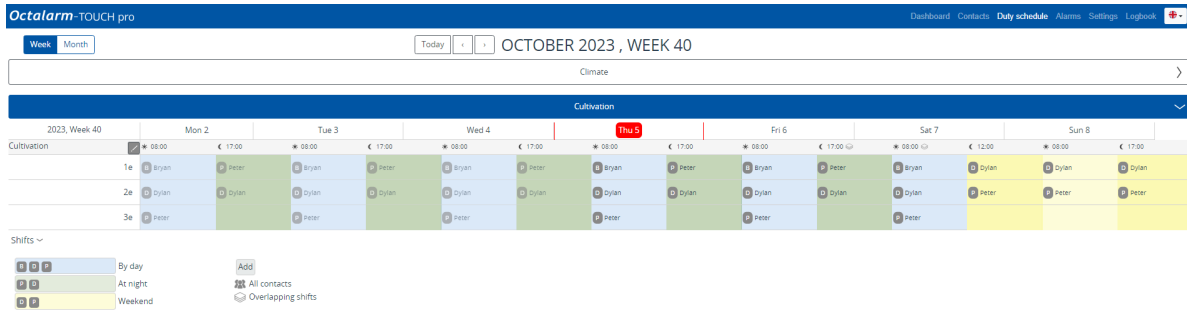 Octalarm-TOUCH pro Dashboard Contacts Duty schedule Alarms Settings Logbook
Week Month Today ‹ › OCTOBER 2023 , WEEK 40
Climate
Cultivation
2023, Week 40 Mon 2 Tue 3 Wed 4 Thu 5 Fri 6 Sat 7 Sun 8
Cultivation 08:00 17:00 08:00 17:00 08:00 17:00 08:00 17:00 08:00 17:00 08:00 12:00 08:00 17:00
1e B Bryan P Peter B Bryan P Peter B Bryan P Peter B Bryan P Peter B Bryan P Peter B Bryan D Dylan D Dylan D Dylan
2e D Dylan D Dylan D Dylan D Dylan D Dylan D Dylan D Dylan D Dylan D Dylan D Dylan D Dylan P Peter P Peter P Peter
3e P Peter P Peter P Peter P Peter P Peter P Peter
Shifts
B D P By day Add
P D At night All contacts
D P Weekend Overlapping shifts